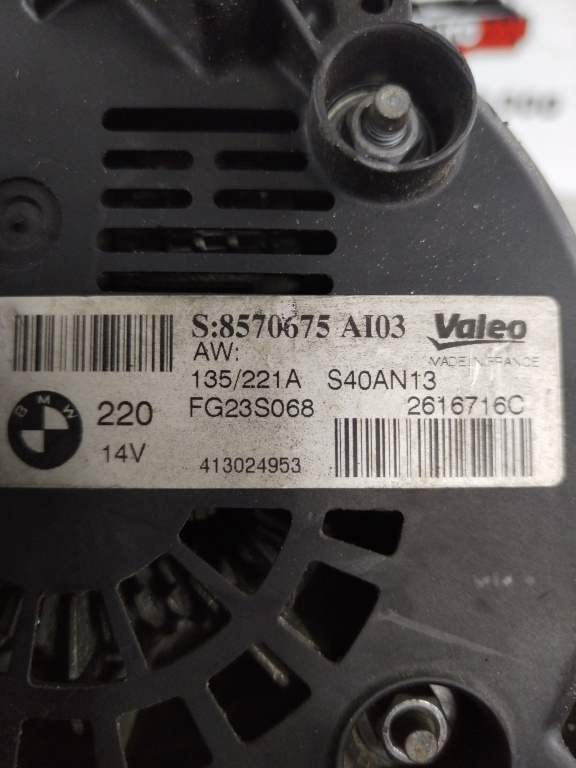 S:8570675 AI03 Valeo
AW: MADE IN FRANCE
135/221A S40AN13
BMW 220 FG23S068 2616716C
14V 413024953